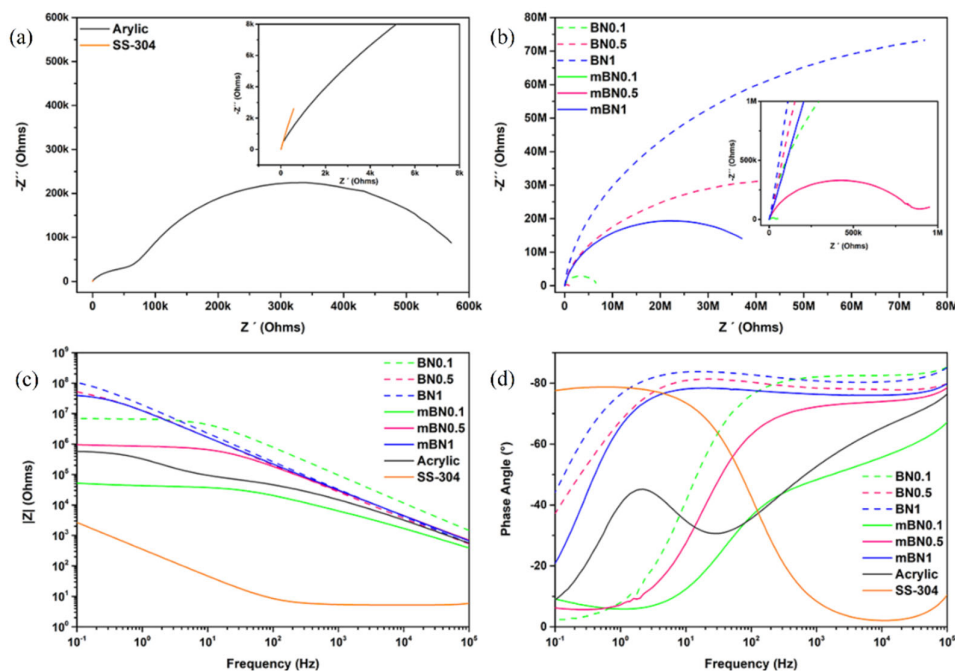 (a)
Arylic
SS-304
600k
500k
400k
300k
200k
100k
0
-Z´´ (Ohms)
0 100k 200k 300k 400k 500k 600k
Z ´ (Ohms)
8k
6k
4k
2k
0
-Z´´ (Ohms)
0 2k 4k 6k 8k
Z ´ (Ohms)
(b)
BN0.1
BN0.5
BN1
mBN0.1
mBN0.5
mBN1
80M
70M
60M
50M
40M
30M
20M
10M
0
-Z´´ (Ohms)
0 10M 20M 30M 40M 50M 60M 70M 80M
Z ´ (Ohms)
1M
500k
250k
0
-Z´´ (Ohms)
0 500k 1M
Z ´ (Ohms)
(c)
BN0.1
BN0.5
BN1
mBN0.1
mBN0.5
mBN1
Acrylic
SS-304
10⁹
10⁸
10⁷
10⁶
10⁵
10⁴
10³
10²
10¹
10⁰
|Z| (Ohms)
10⁻¹ 10⁰ 10¹ 10² 10³ 10⁴ 10⁵
Frequency (Hz)
(d)
BN0.1
BN0.5
BN1
mBN0.1
mBN0.5
mBN1
Acrylic
SS-304
-80
-60
-40
-20
0
Phase Angle (°)
10⁻¹ 10⁰ 10¹ 10² 10³ 10⁴ 10⁵
Frequency (Hz)